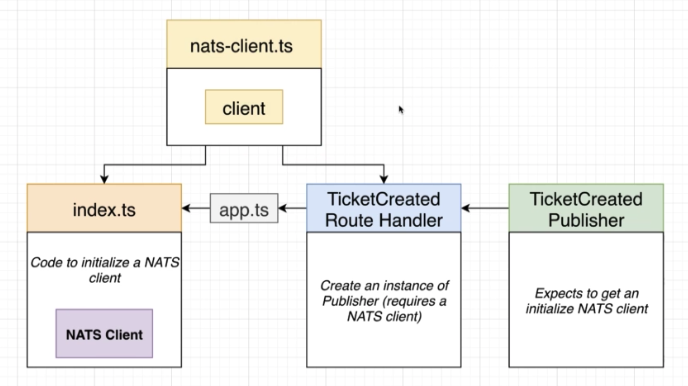 nats-client.ts
client
index.ts
app.ts
TicketCreated
Route Handler
TicketCreated
Publisher
Code to initialize a NATS
client
NATS Client
Create an instance of
Publisher (requires a
NATS client)
Expects to get an
initialize NATS client